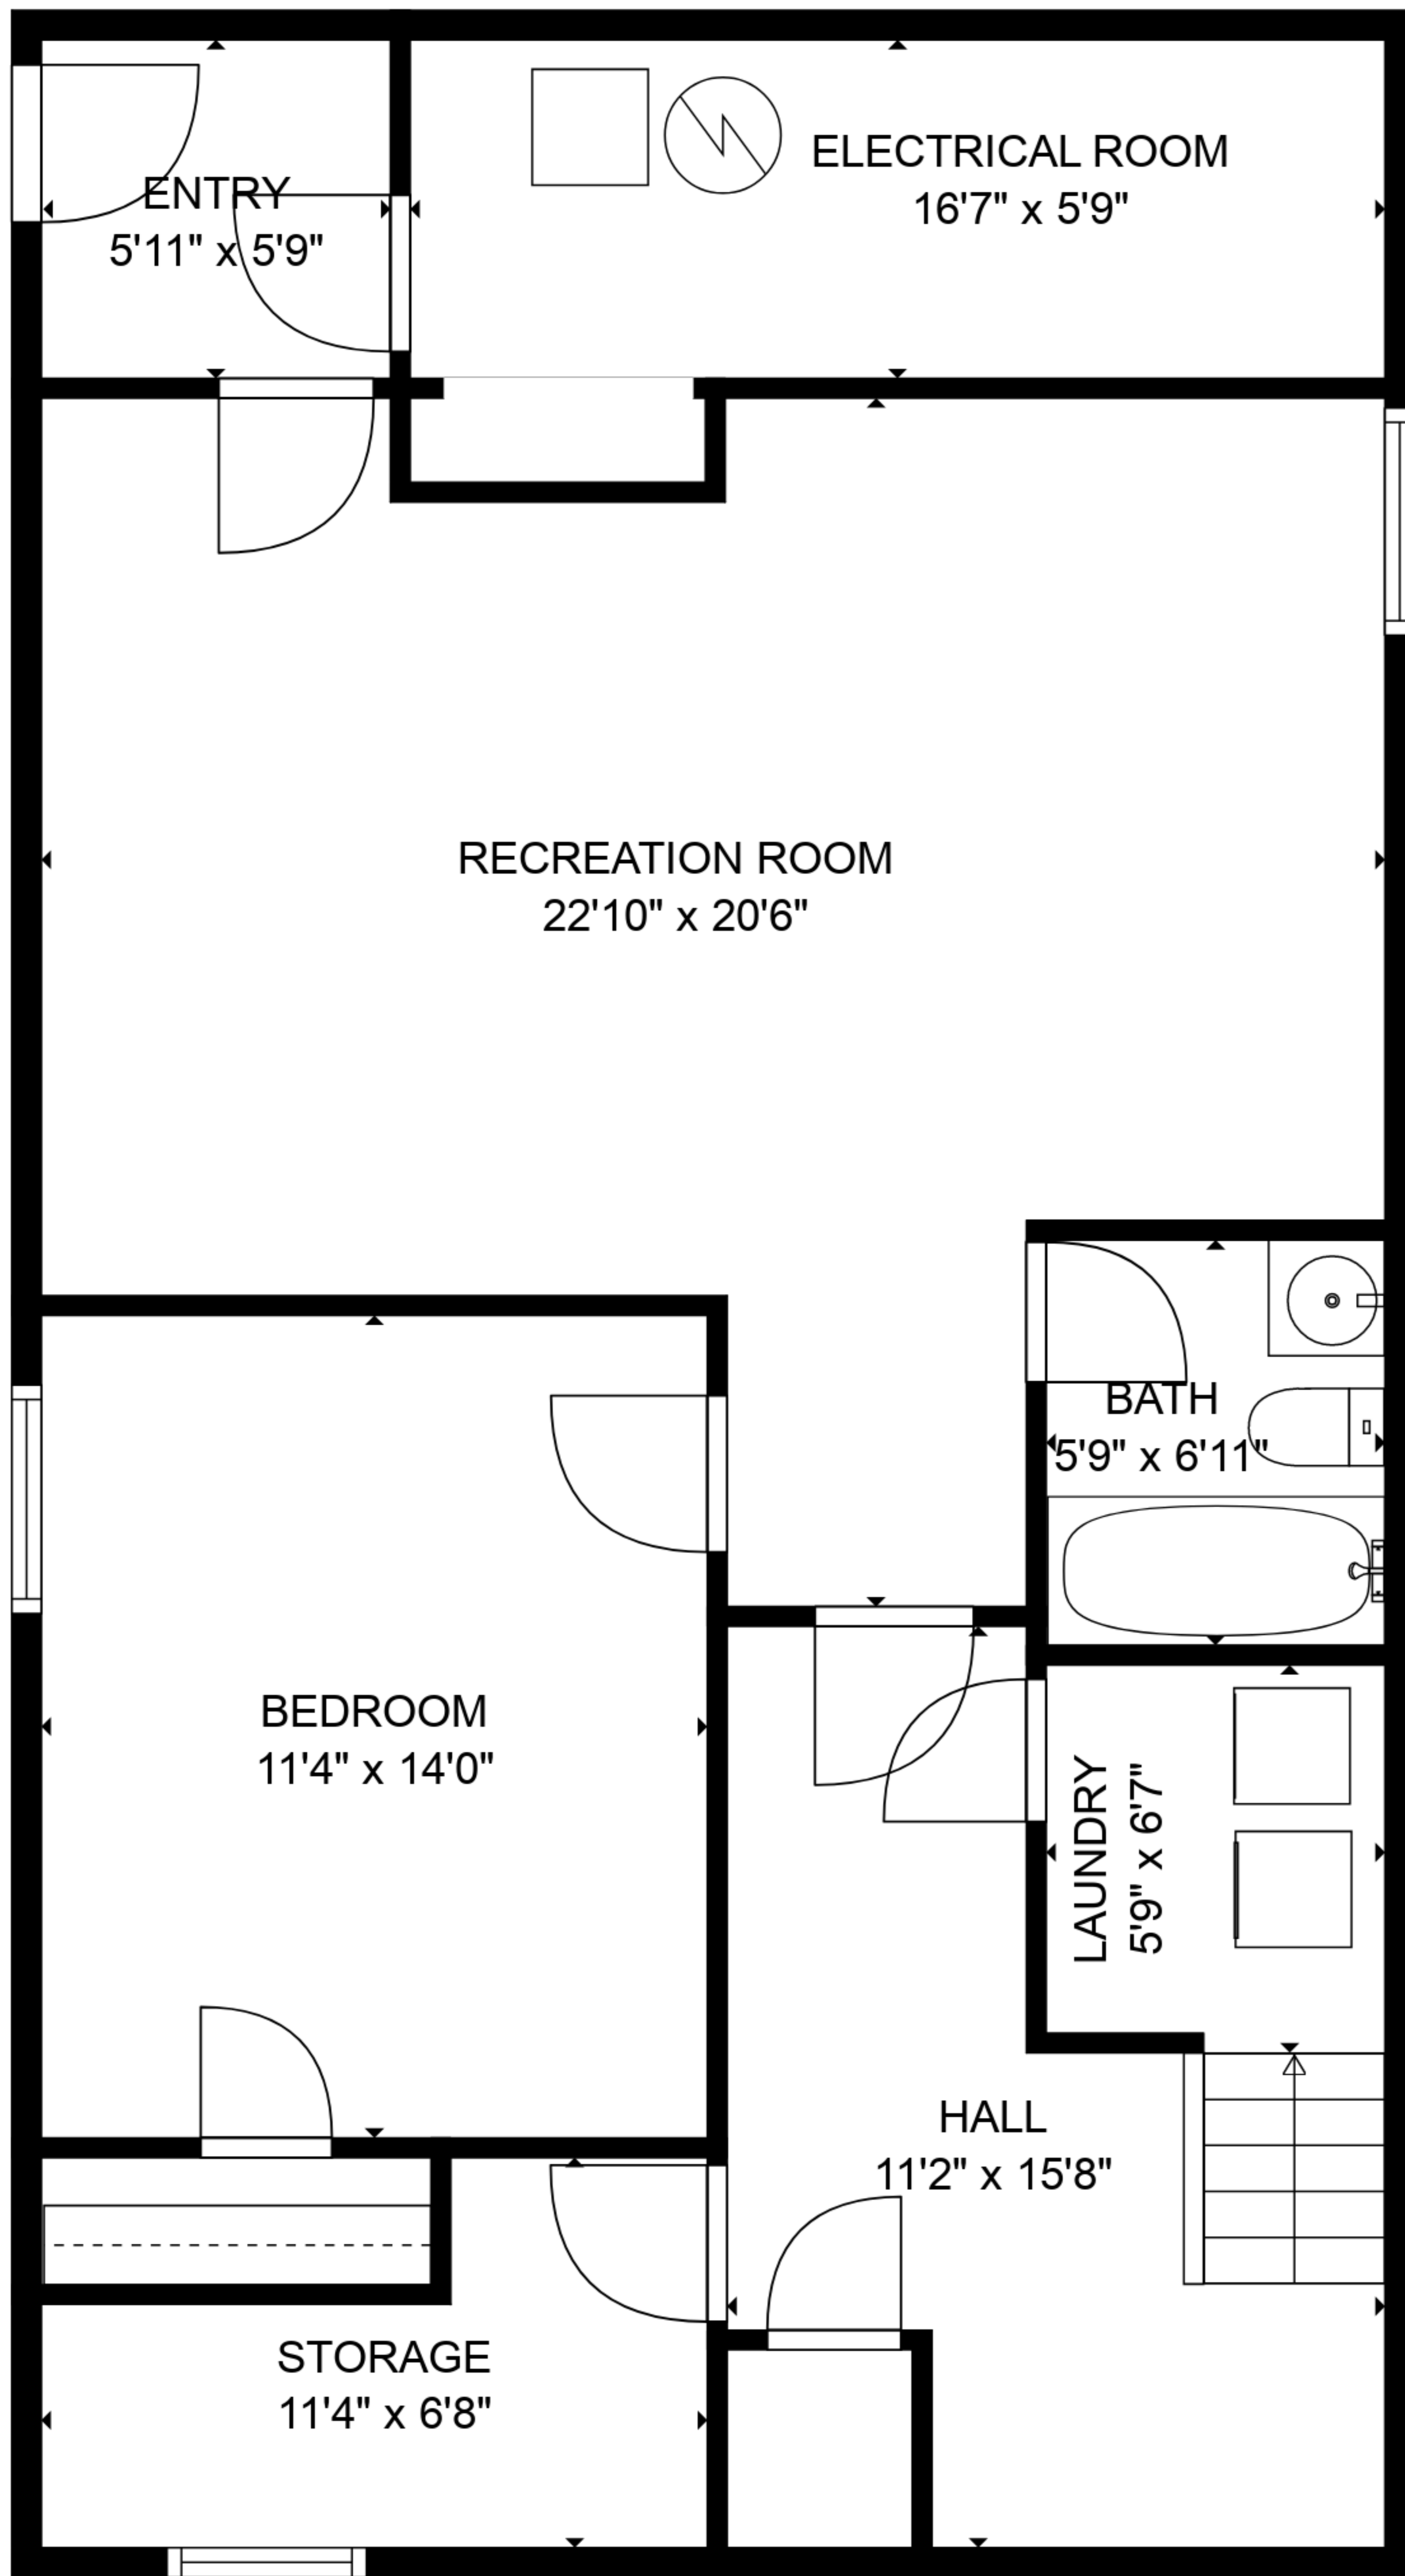 ELECTRICAL ROOM
16'7" x 5'9"
ENTRY
5'11" x 5'9"
RECREATION ROOM
22'10" x 20'6"
BATH
5'9" x 6'11"
BEDROOM
11'4" x 14'0"
LAUNDRY
5'9" x 6'7"
HALL
11'2" x 15'8"
STORAGE
11'4" x 6'8"